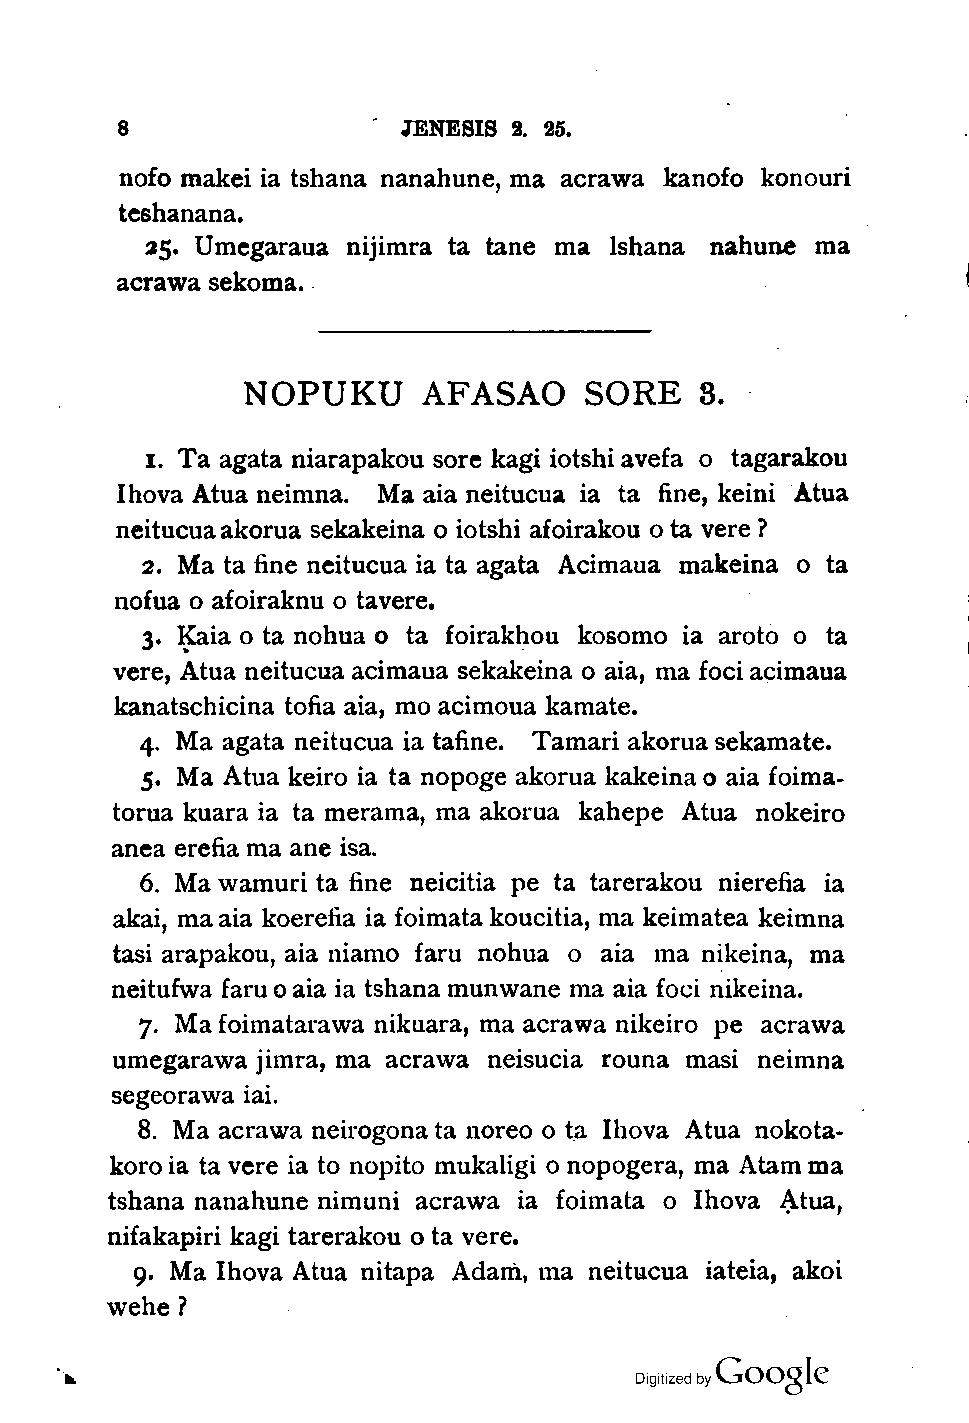 8 JENESIS 2. 25.
nofo makei ia tshana nanahune, ma acrawa kanofo konouri
teshanana.
25. Umegaraua nijimra ta tane ma lshana nahune ma
acrawa sekoma.
NOPUKU AFASAO SORE 3.
1. Ta agata niarapakou sore kagi iotshi avefa o tagarakou
Ihova Atua neimna. Ma aia neitucua ia ta fine, keini Atua
neitucua akorua sekakeina o iotshi afoirakou o ta vere ?
2. Ma ta fine neitucua ia ta agata Acimaua makeina o ta
nofua o afoiraknu o tavere.
3. Kaia o ta nohua o ta foirakhou kosomo ia aroto o ta
vere, Atua neitucua acimaua sekakeina o aia, ma foci acimaua
kanatschicina tofia aia, mo acimoua kamate.
4. Ma agata neitucua ia tafine. Tamari akorua sekamate.
5. Ma Atua keiro ia ta nopoge akorua kakeina o aia foima-
torua kuara ia ta merama, ma akorua kahepe Atua nokeiro
anea erefia ma ane isa.
6. Ma wamuri ta fine neicitia pe ta tarerakou nierefia ia
akai, ma aia koerefia ia foimata koucitia, ma keimatea keimna
tasi arapakou, aia niamo faru nohua o aia ma nikeina, ma
neitufwa faru o aia ia tshana munwane ma aia foci nikeina.
7. Ma foimatarawa nikuara, ma acrawa nikeiro pe acrawa
umegarawa jimra, ma acrawa neisucia rouna masi neimna
segeorawa iai.
8. Ma acrawa neirogona ta noreo o ta Ihova Atua nokota-
koro ia ta vere ia to nopito mukaligi o nopogera, ma Atam ma
tshana nanahune nimuni acrawa ia foimata o Ihova Atua,
nifakapiri kagi tarerakou o ta vere.
9. Ma Ihova Atua nitapa Adam, ma neitucua iateia, akoi
wehe ?
Digitized by Google